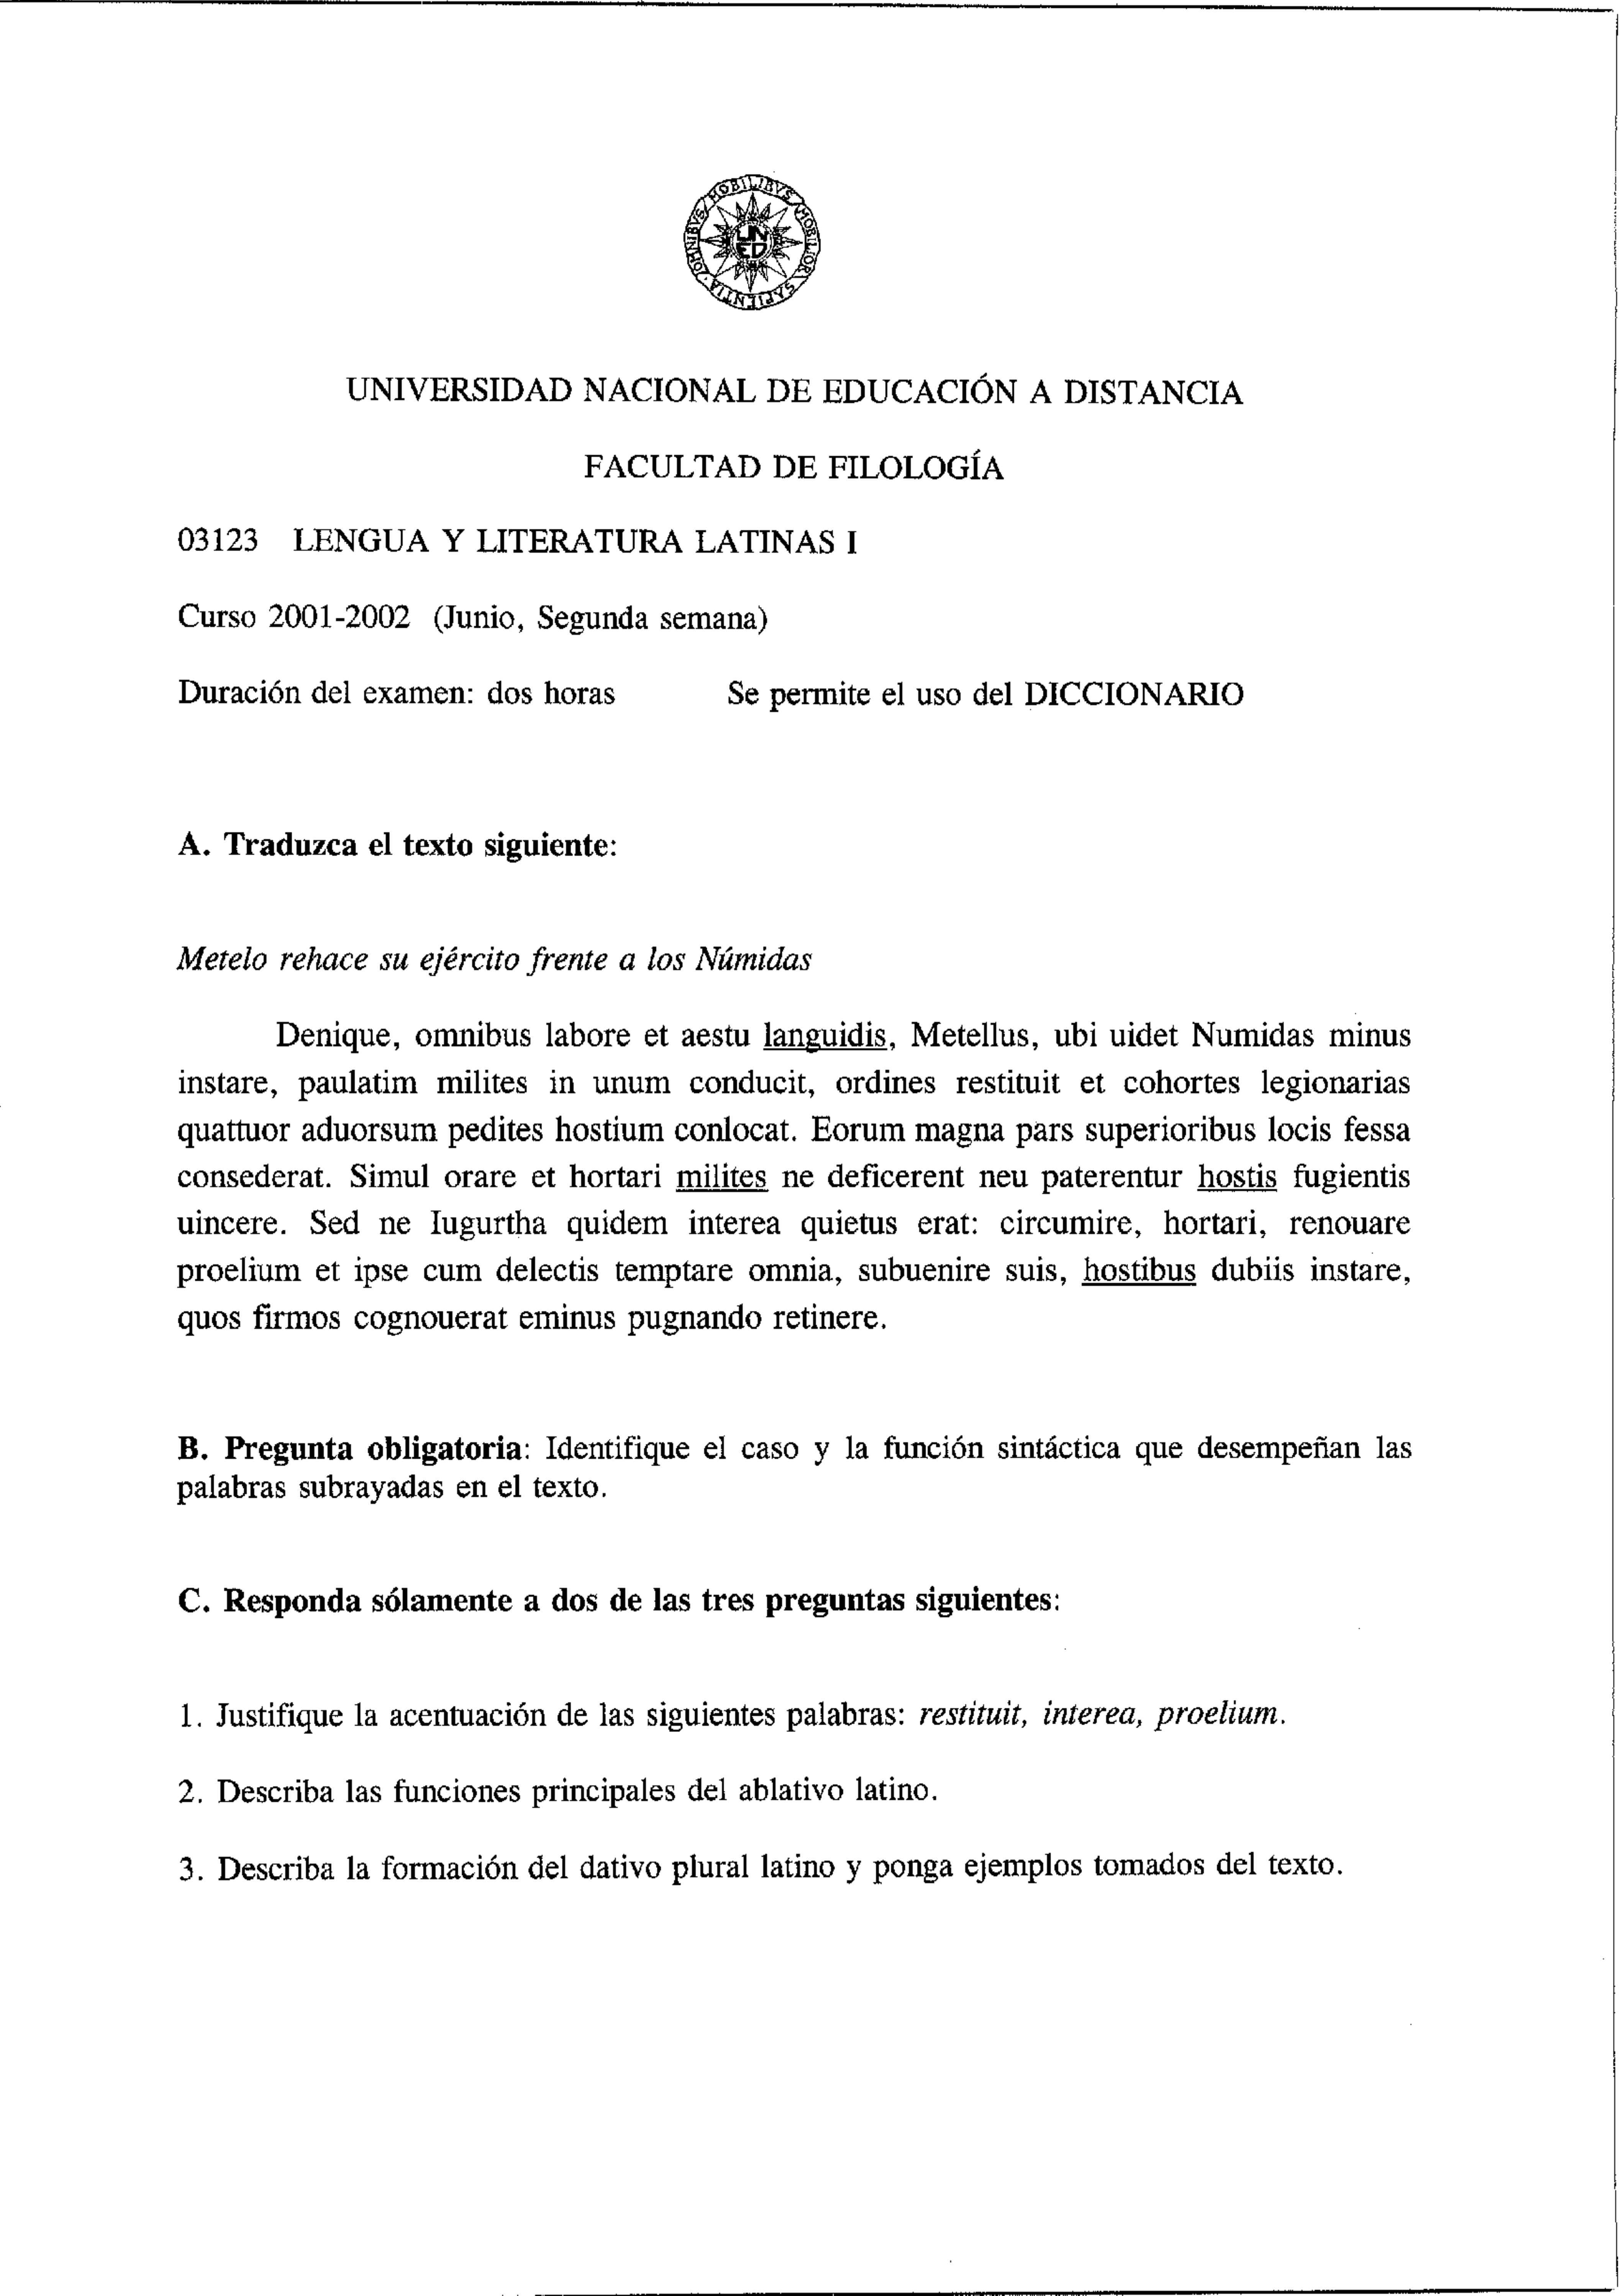 OMNIBVS MOBILIBVS MOBILIOR SAPIENTIA
UNED
UNIVERSIDAD NACIONAL DE EDUCACIÓN A DISTANCIA
FACULTAD DE FILOLOGÍA
03123 LENGUA Y LITERATURA LATINAS I
Curso 2001-2002 (Junio, Segunda semana)
Duración del examen: dos horas Se permite el uso del DICCIONARIO
A. Traduzca el texto siguiente:
Metelo rehace su ejército frente a los Númidas
Denique, omnibus labore et aestu languidis, Metellus, ubi uidet Numidas minus
instare, paulatim milites in unum conducit, ordines restituit et cohortes legionarias
quattuor aduorsum pedites hostium conlocat. Eorum magna pars superioribus locis fessa
consederat. Simul orare et hortari milites ne deficerent neu paterentur hostis fugientis
uincere. Sed ne Iugurtha quidem interea quietus erat: circumire, hortari, renouare
proelium et ipse cum delectis temptare omnia, subuenire suis, hostibus dubiis instare,
quos firmos cognouerat eminus pugnando retinere.
B. Pregunta obligatoria: Identifique el caso y la función sintáctica que desempeñan las
palabras subrayadas en el texto.
C. Responda sólamente a dos de las tres preguntas siguientes:
1. Justifique la acentuación de las siguientes palabras: restituit, interea, proelium.
2. Describa las funciones principales del ablativo latino.
3. Describa la formación del dativo plural latino y ponga ejemplos tomados del texto.